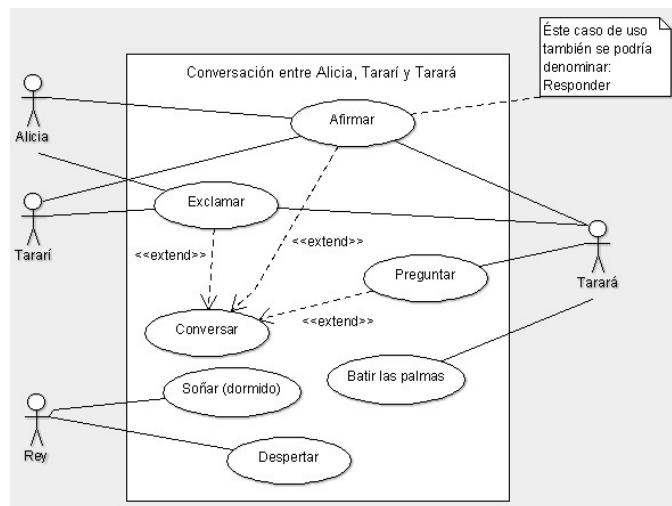 Éste caso de uso
también se podría
denominar:
Responder
Conversación entre Alicia, Tararí y Tarará
Afirmar
Alicia
Exclamar
Tararí
<<extend>>
<<extend>>
Preguntar
Tarará
<<extend>>
Conversar
Batir las palmas
Soñar (dormido)
Rey
Despertar